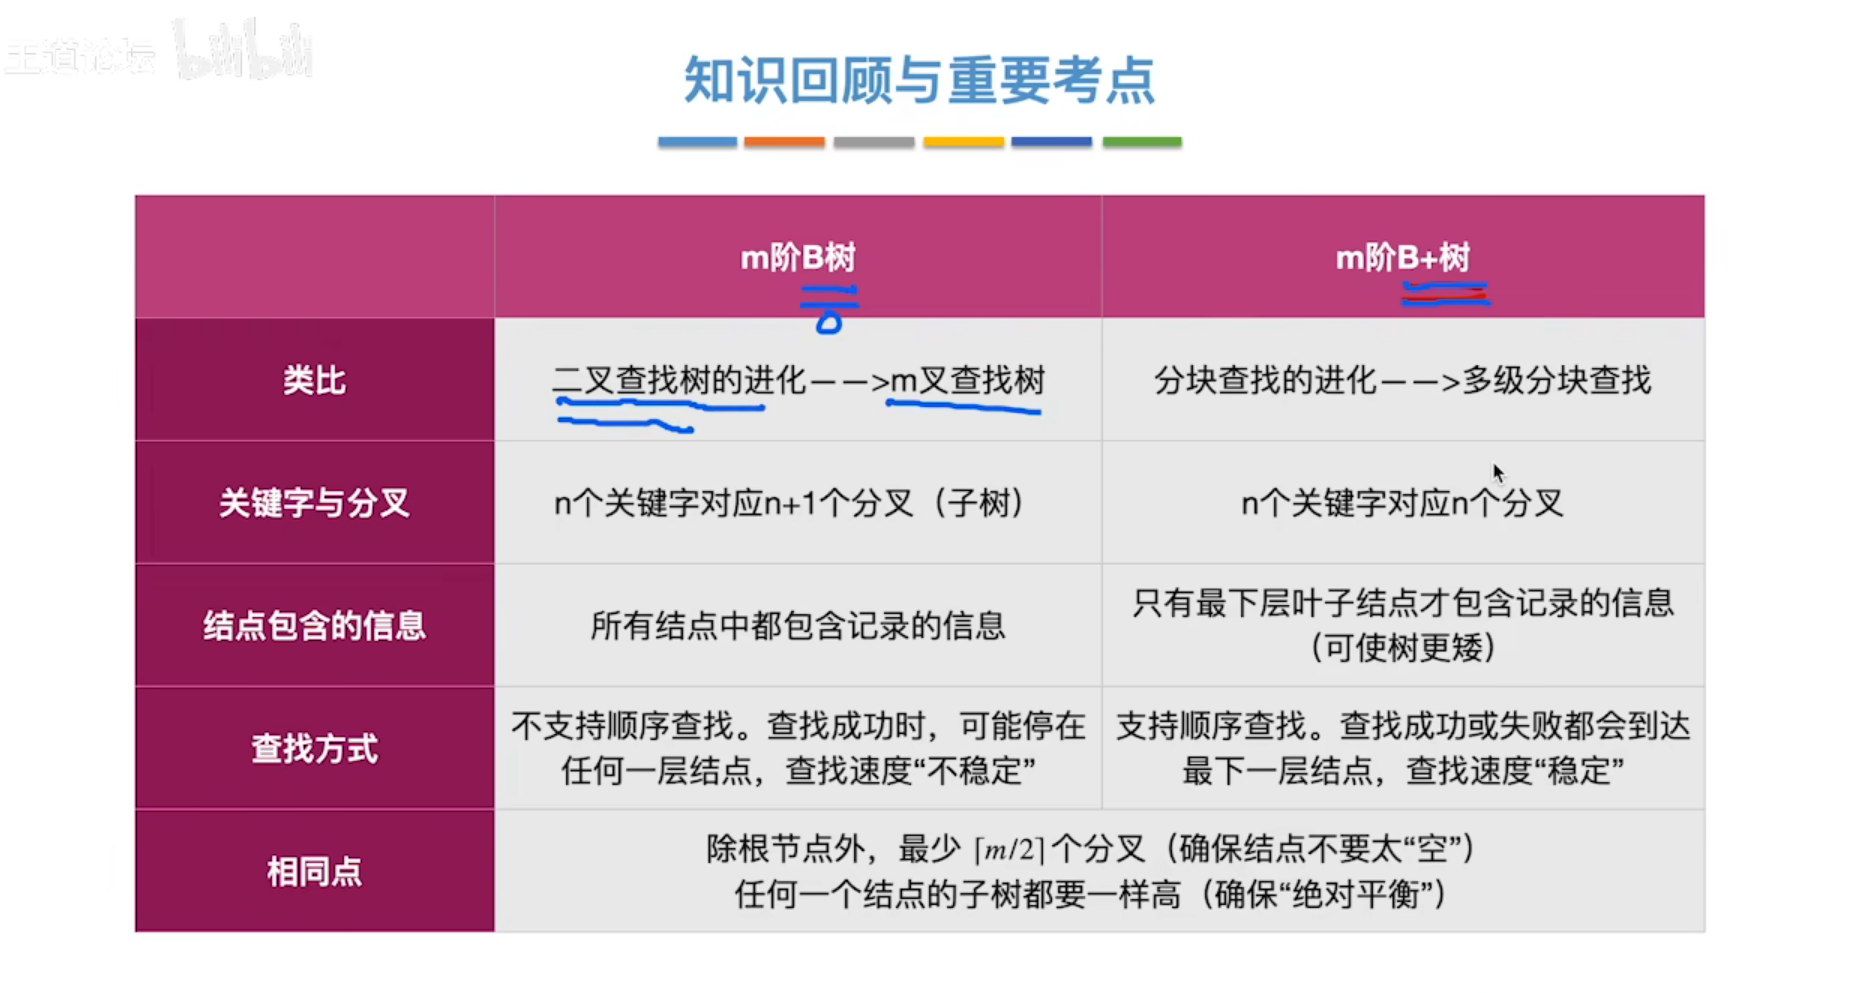 王道论坛 bilibili
知识回顾与重要考点
m阶B树
m阶B+树
类比
二叉查找树的进化——>m叉查找树
分块查找的进化——>多级分块查找
关键字与分叉
n个关键字对应n+1个分叉（子树）
n个关键字对应n个分叉
结点包含的信息
所有结点中都包含记录的信息
只有最下层叶子结点才包含记录的信息
（可使树更矮）
查找方式
不支持顺序查找。查找成功时，可能停在
任何一层结点，查找速度“不稳定”
支持顺序查找。查找成功或失败都会到达
最下一层结点，查找速度“稳定”
相同点
除根节点外，最少 ⌈m/2⌉个分叉（确保结点不要太“空”）
任何一个结点的子树都要一样高（确保“绝对平衡”）